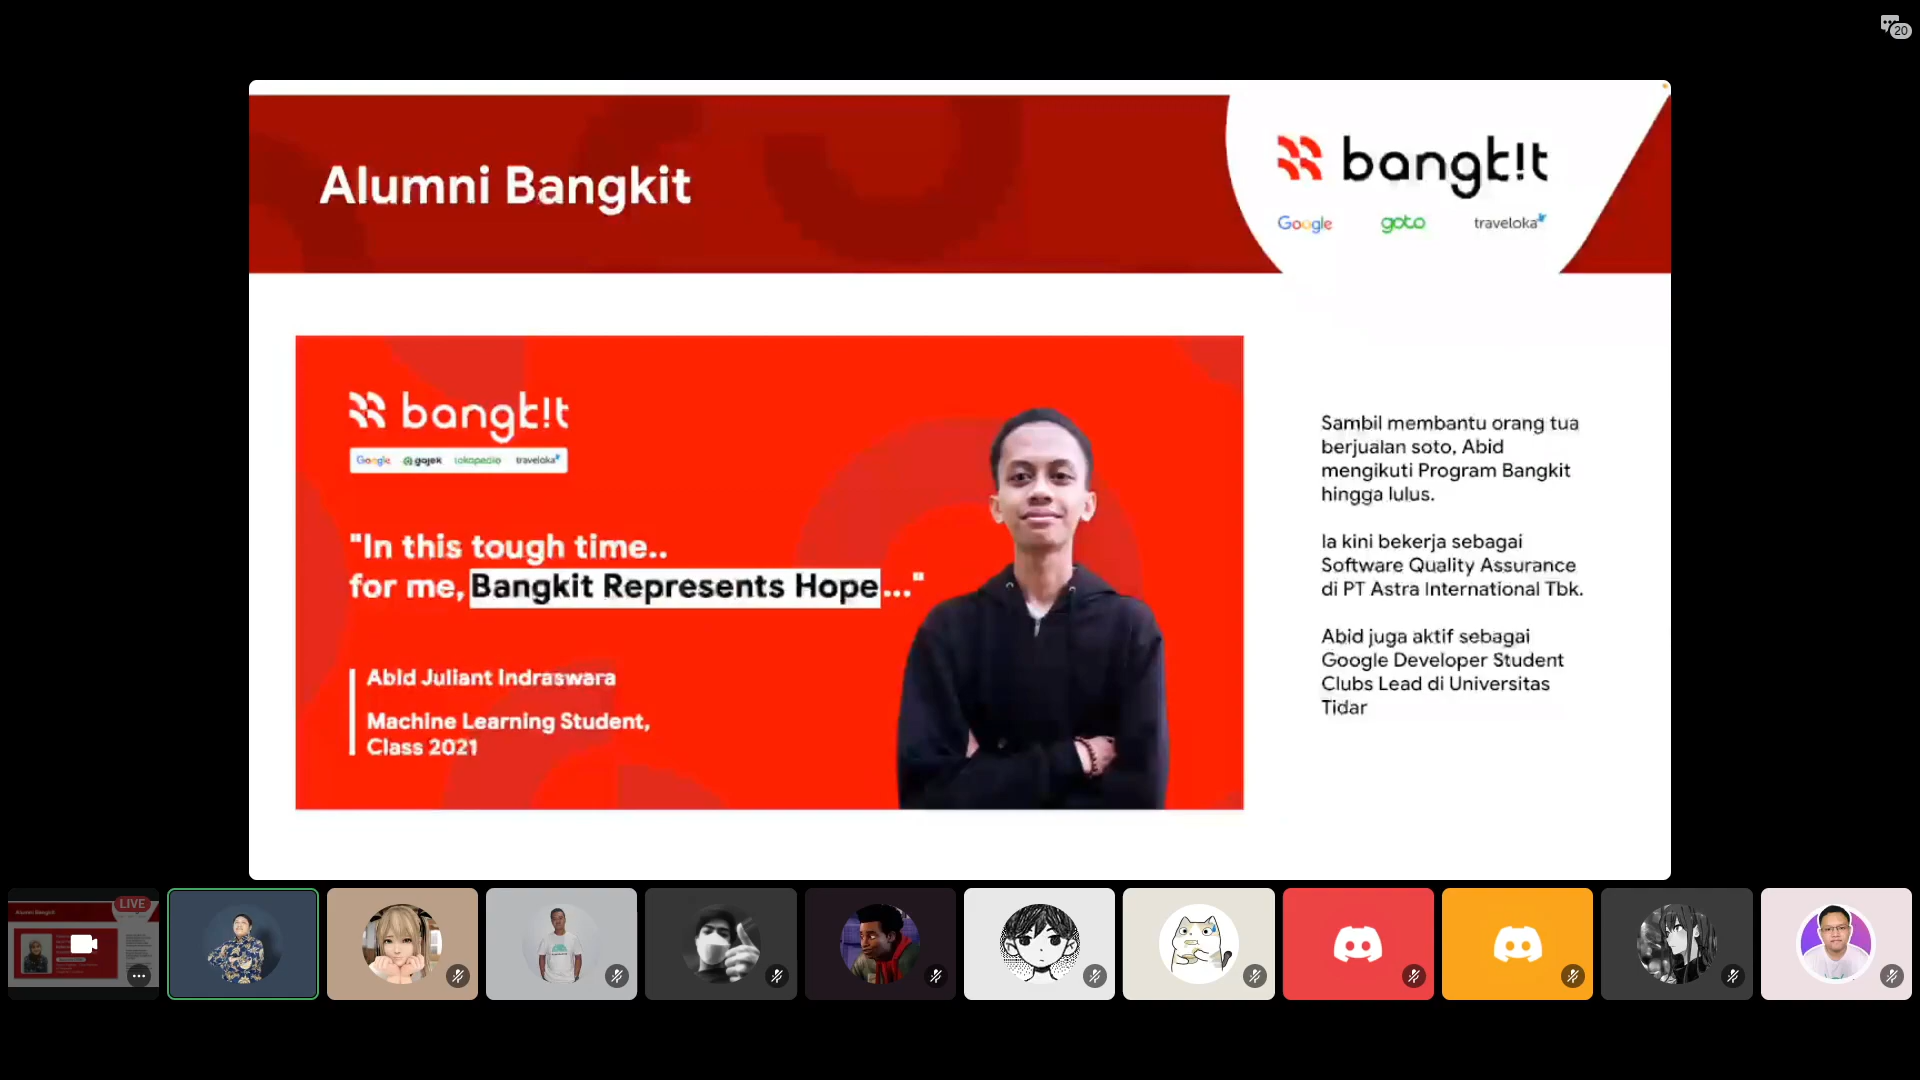 20
Alumni Bangkit
bangk!t
Google goto traveloka
bangk!t
Google gojek tokopedia traveloka
"In this tough time..
for me, Bangkit Represents Hope..."
Abid Juliant Indraswara
Machine Learning Student,
Class 2021
Sambil membantu orang tua
berjualan soto, Abid
mengikuti Program Bangkit
hingga lulus.
Ia kini bekerja sebagai
Software Quality Assurance
di PT Astra International Tbk.
Abid juga aktif sebagai
Google Developer Student
Clubs Lead di Universitas
Tidar
Alumni Bangkit
LIVE